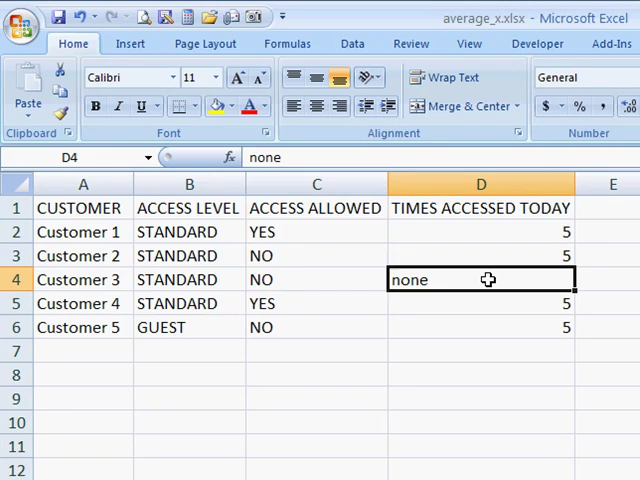 average_x.xlsx - Microsoft Excel
Home Insert Page Layout Formulas Data Review View Developer Add-Ins
Paste Calibri 11 A A Wrap Text General
B I U A Merge & Center $ % , .00
Clipboard Font Alignment Number
D4 fx none
A B C D E
1 CUSTOMER ACCESS LEVEL ACCESS ALLOWED TIMES ACCESSED TODAY
2 Customer 1 STANDARD YES 5
3 Customer 2 STANDARD NO 5
4 Customer 3 STANDARD NO none
5 Customer 4 STANDARD YES 5
6 Customer 5 GUEST NO 5
7
8
9
10
11
12